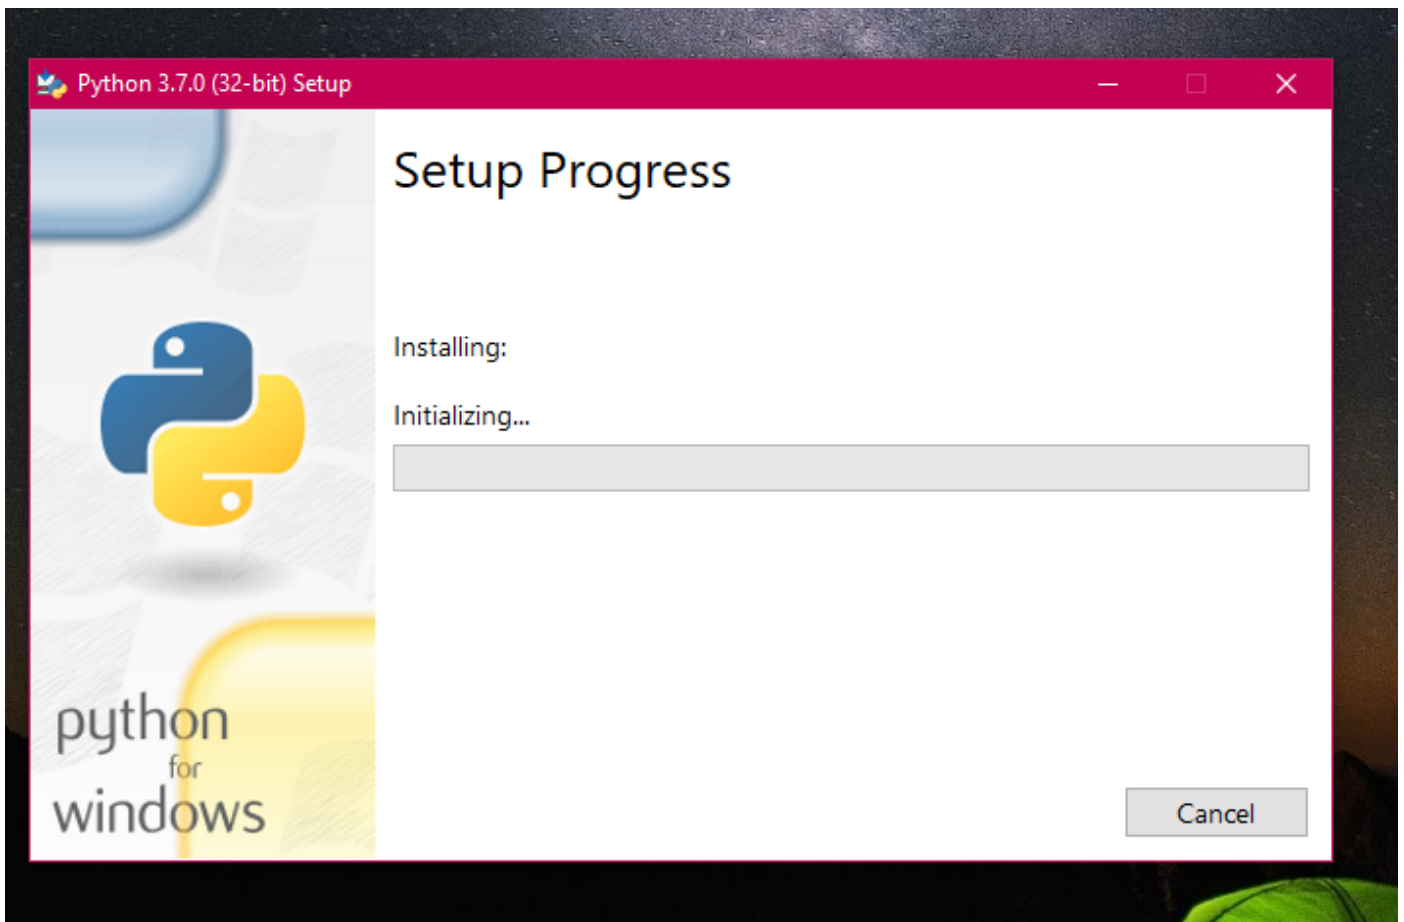 Python 3.7.0 (32-bit) Setup
Setup Progress
Installing:
Initializing...
python
for
windows
Cancel